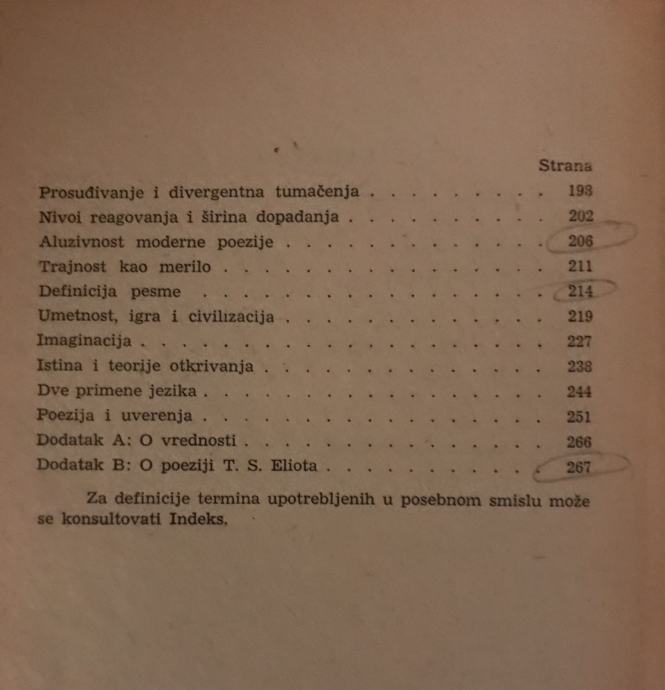 Strana
Prosuđivanje i divergentna tumačenja . . . . . . . . . 198
Nivoi reagovanja i širina dopadanja . . . . . . . . . . 202
Aluzivnost moderne poezije . . . . . . . . . . . . . 206
Trajnost kao merilo . . . . . . . . . . . . . . . . 211
Definicija pesme . . . . . . . . . . . . . . . . . 214
Umetnost, igra i civilizacija . . . . . . . . . . . . . 219
Imaginacija . . . . . . . . . . . . . . . . . . . . 227
Istina i teorije otkrivanja . . . . . . . . . . . . . . 238
Dve primene jezika . . . . . . . . . . . . . . . . . 244
Poezija i uverenja . . . . . . . . . . . . . . . . . 251
Dodatak A: O vrednosti . . . . . . . . . . . . . . . 266
Dodatak B: O poeziji T. S. Eliota . . . . . . . . . . . 267
Za definicije termina upotrebljenih u posebnom smislu može
se konsultovati Indeks.